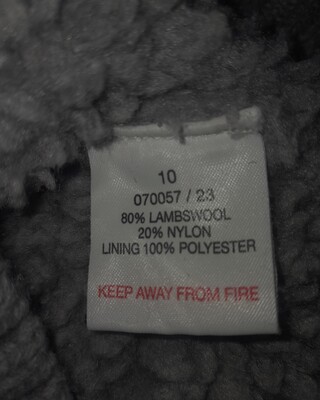 10
070057 / 23
80% LAMBSWOOL
20% NYLON
LINING 100% POLYESTER
KEEP AWAY FROM FIRE